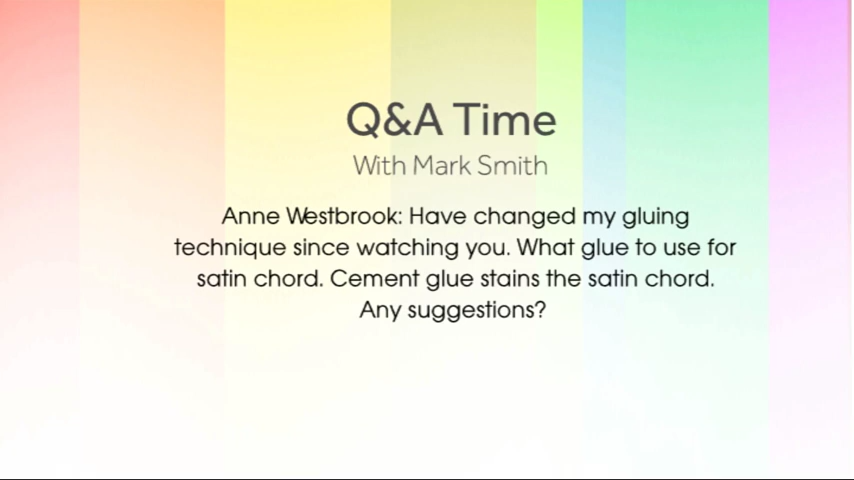 Q&A Time
With Mark Smith
Anne Westbrook: Have changed my gluing
technique since watching you. What glue to use for
satin chord. Cement glue stains the satin chord.
Any suggestions?